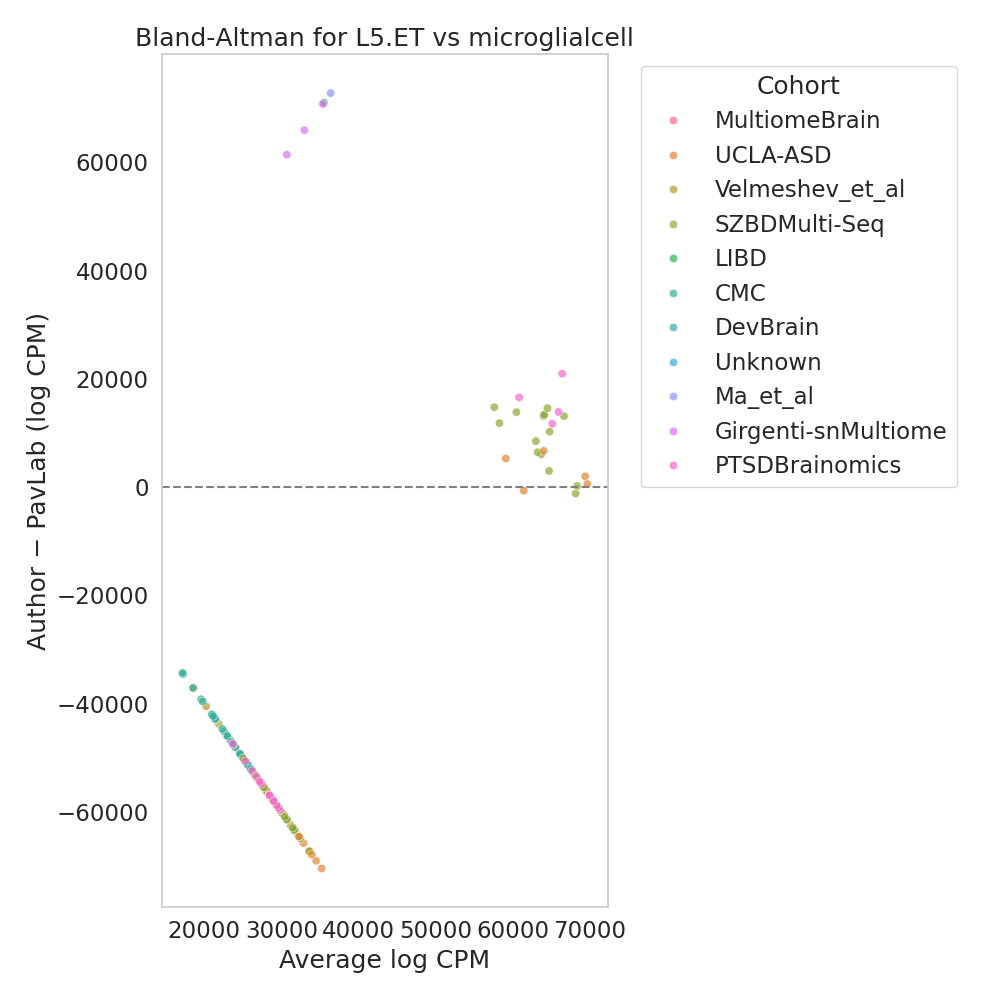 Bland-Altman for L5.ET vs microglialcell
Author − PavLab (log CPM)
60000
40000
20000
0
−20000
−40000
−60000
20000 30000 40000 50000 60000 70000
Average log CPM
Cohort
MultiomeBrain
UCLA-ASD
Velmeshev_et_al
SZBDMulti-Seq
LIBD
CMC
DevBrain
Unknown
Ma_et_al
Girgenti-snMultiome
PTSDBrainomics